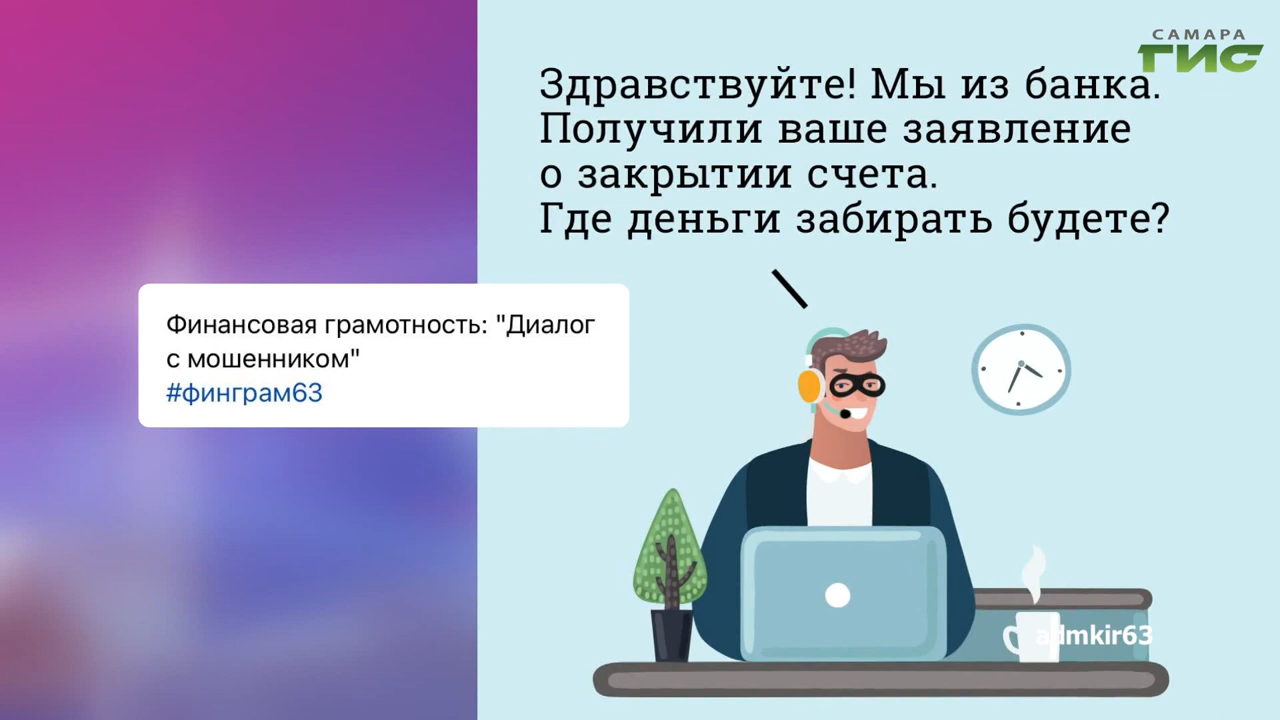 САМАРА
ГИС
Здравствуйте! Мы из банка.
Получили ваше заявление
о закрытии счета.
Где деньги забирать будете?
Финансовая грамотность: "Диалог
с мошенником"
#финграм63
admkir63